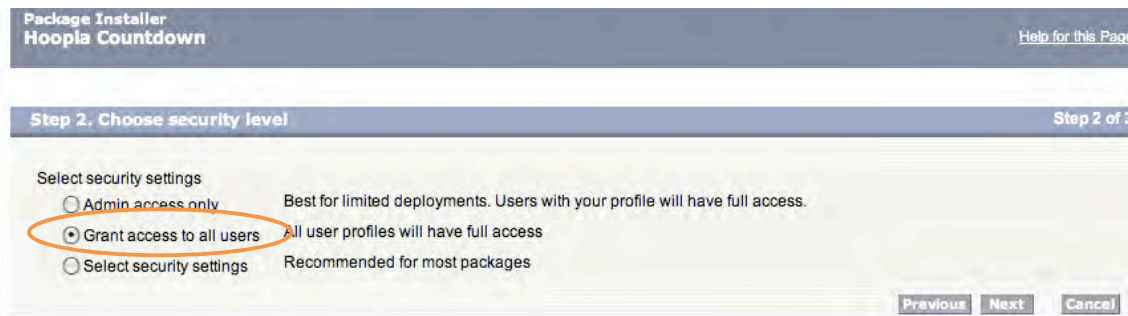 Package Installer
Hoopla Countdown
Help for this Page
Step 2. Choose security level
Step 2 of 3
Select security settings
Admin access only Best for limited deployments. Users with your profile will have full access.
Grant access to all users All user profiles will have full access
Select security settings Recommended for most packages
Previous Next Cancel